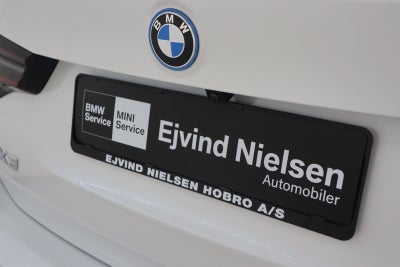 BMW
BMW Service
MINI Service
Ejvind Nielsen
Automobiler
EJVIND NIELSEN HOBRO A/S